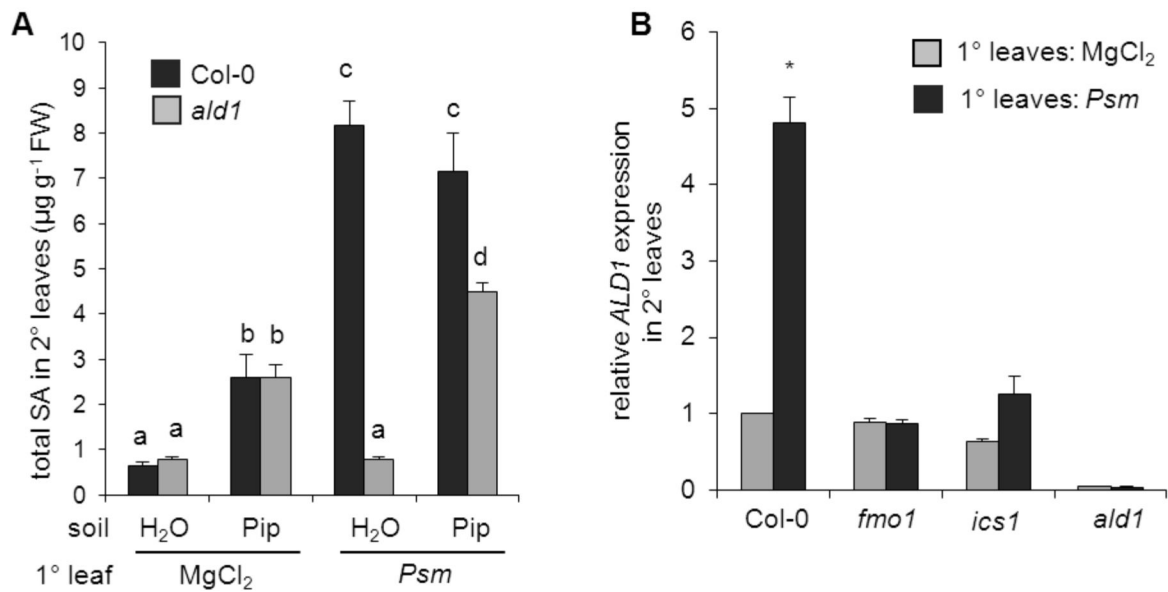 A
total SA in 2° leaves (µg g⁻¹ FW)
10
9
8
7
6
5
4
3
2
1
0
Col-0
ald1
a
a
b
b
c
a
c
d
soil
H₂O
Pip
H₂O
Pip
1° leaf
MgCl₂
Psm
B
relative ALD1 expression
in 2° leaves
6
5
4
3
2
1
0
1° leaves: MgCl₂
1° leaves: Psm
*
Col-0
fmo1
ics1
ald1